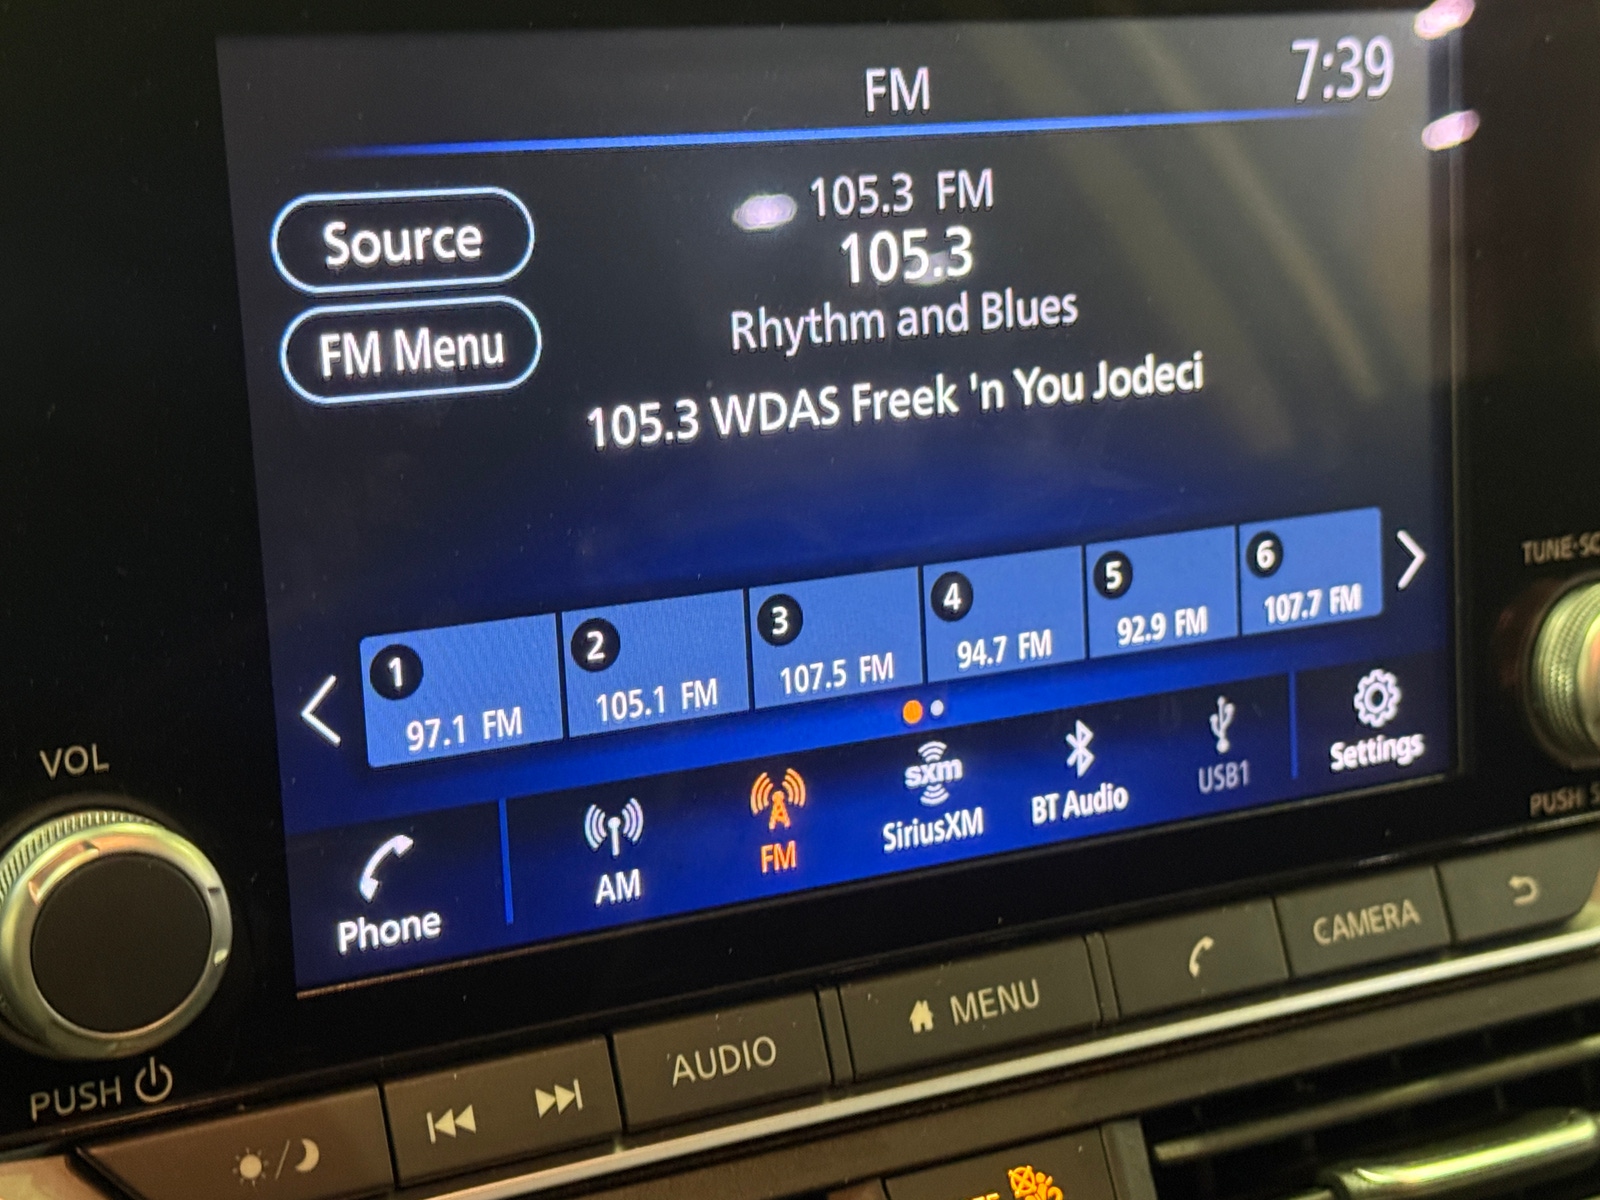 FM
7:39
Source
FM Menu
105.3 FM
105.3
Rhythm and Blues
105.3 WDAS Freek 'n You Jodeci
1
97.1 FM
2
105.1 FM
3
107.5 FM
4
94.7 FM
5
92.9 FM
6
107.7 FM
Phone
AM
FM
sxm
SiriusXM
BT Audio
USB1
Settings
VOL
PUSH
AUDIO
MENU
CAMERA
PUSH